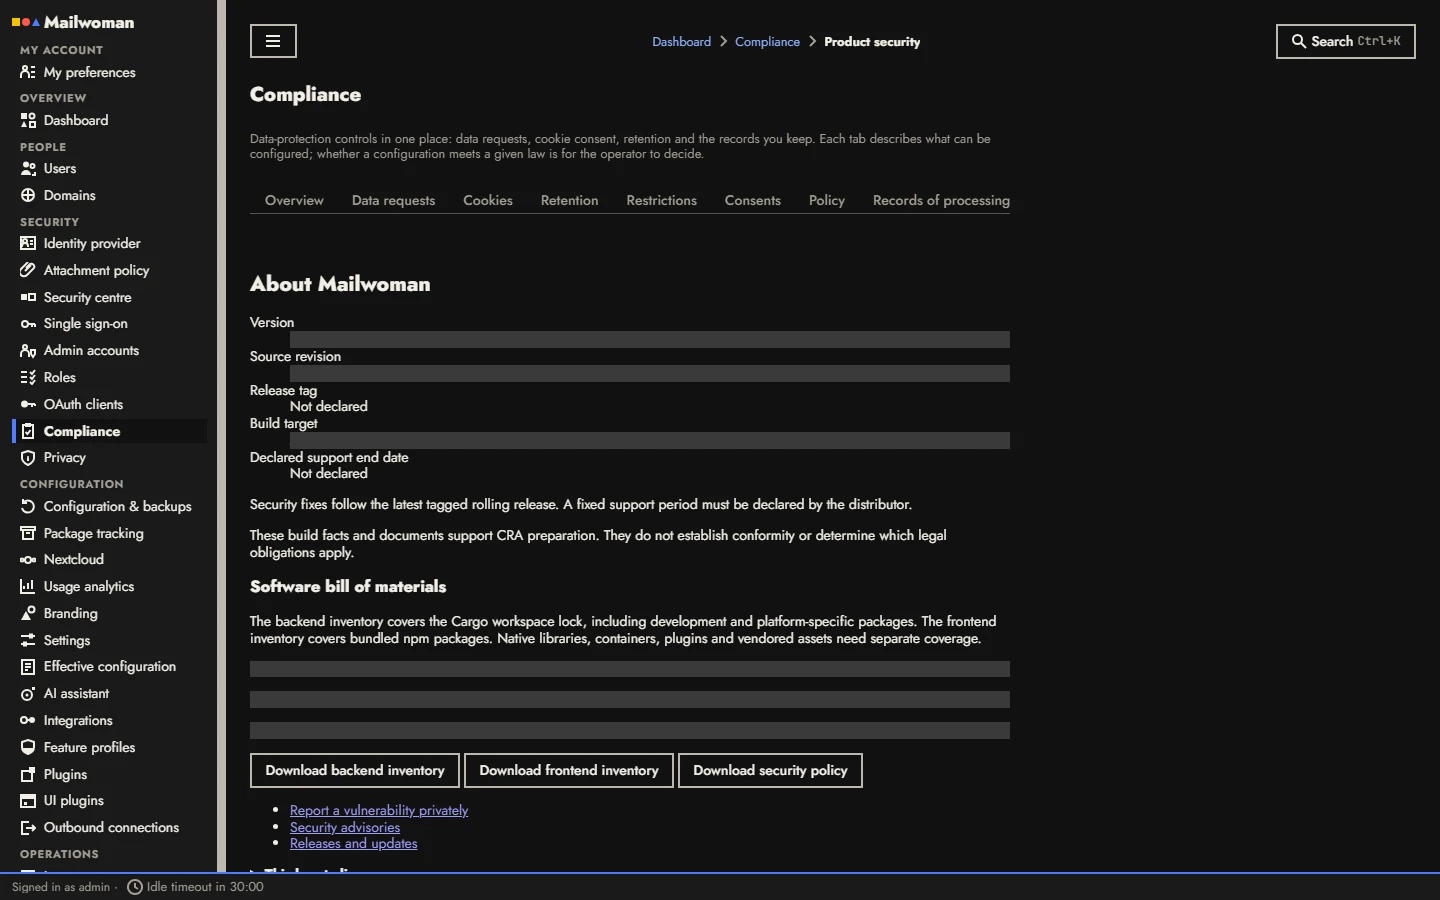 Mailwoman
MY ACCOUNT
My preferences
OVERVIEW
Dashboard
PEOPLE
Users
Domains
SECURITY
Identity provider
Attachment policy
Security centre
Single sign-on
Admin accounts
Roles
OAuth clients
Compliance
Privacy
CONFIGURATION
Configuration & backups
Package tracking
Nextcloud
Usage analytics
Branding
Settings
Effective configuration
AI assistant
Integrations
Feature profiles
Plugins
UI plugins
Outbound connections
OPERATIONS
Dashboard > Compliance > Product security
Search Ctrl+K
Compliance
Data-protection controls in one place: data requests, cookie consent, retention and the records you keep. Each tab describes what can be
configured; whether a configuration meets a given law is for the operator to decide.
Overview Data requests Cookies Retention Restrictions Consents Policy Records of processing
About Mailwoman
Version
Source revision
Release tag
Not declared
Build target
Declared support end date
Not declared
Security fixes follow the latest tagged rolling release. A fixed support period must be declared by the distributor.
These build facts and documents support CRA preparation. They do not establish conformity or determine which legal
obligations apply.
Software bill of materials
The backend inventory covers the Cargo workspace lock, including development and platform-specific packages. The frontend
inventory covers bundled npm packages. Native libraries, containers, plugins and vendored assets need separate coverage.
Download backend inventory Download frontend inventory Download security policy
Report a vulnerability privately
Security advisories
Releases and updates
Signed in as admin · Idle timeout in 30:00